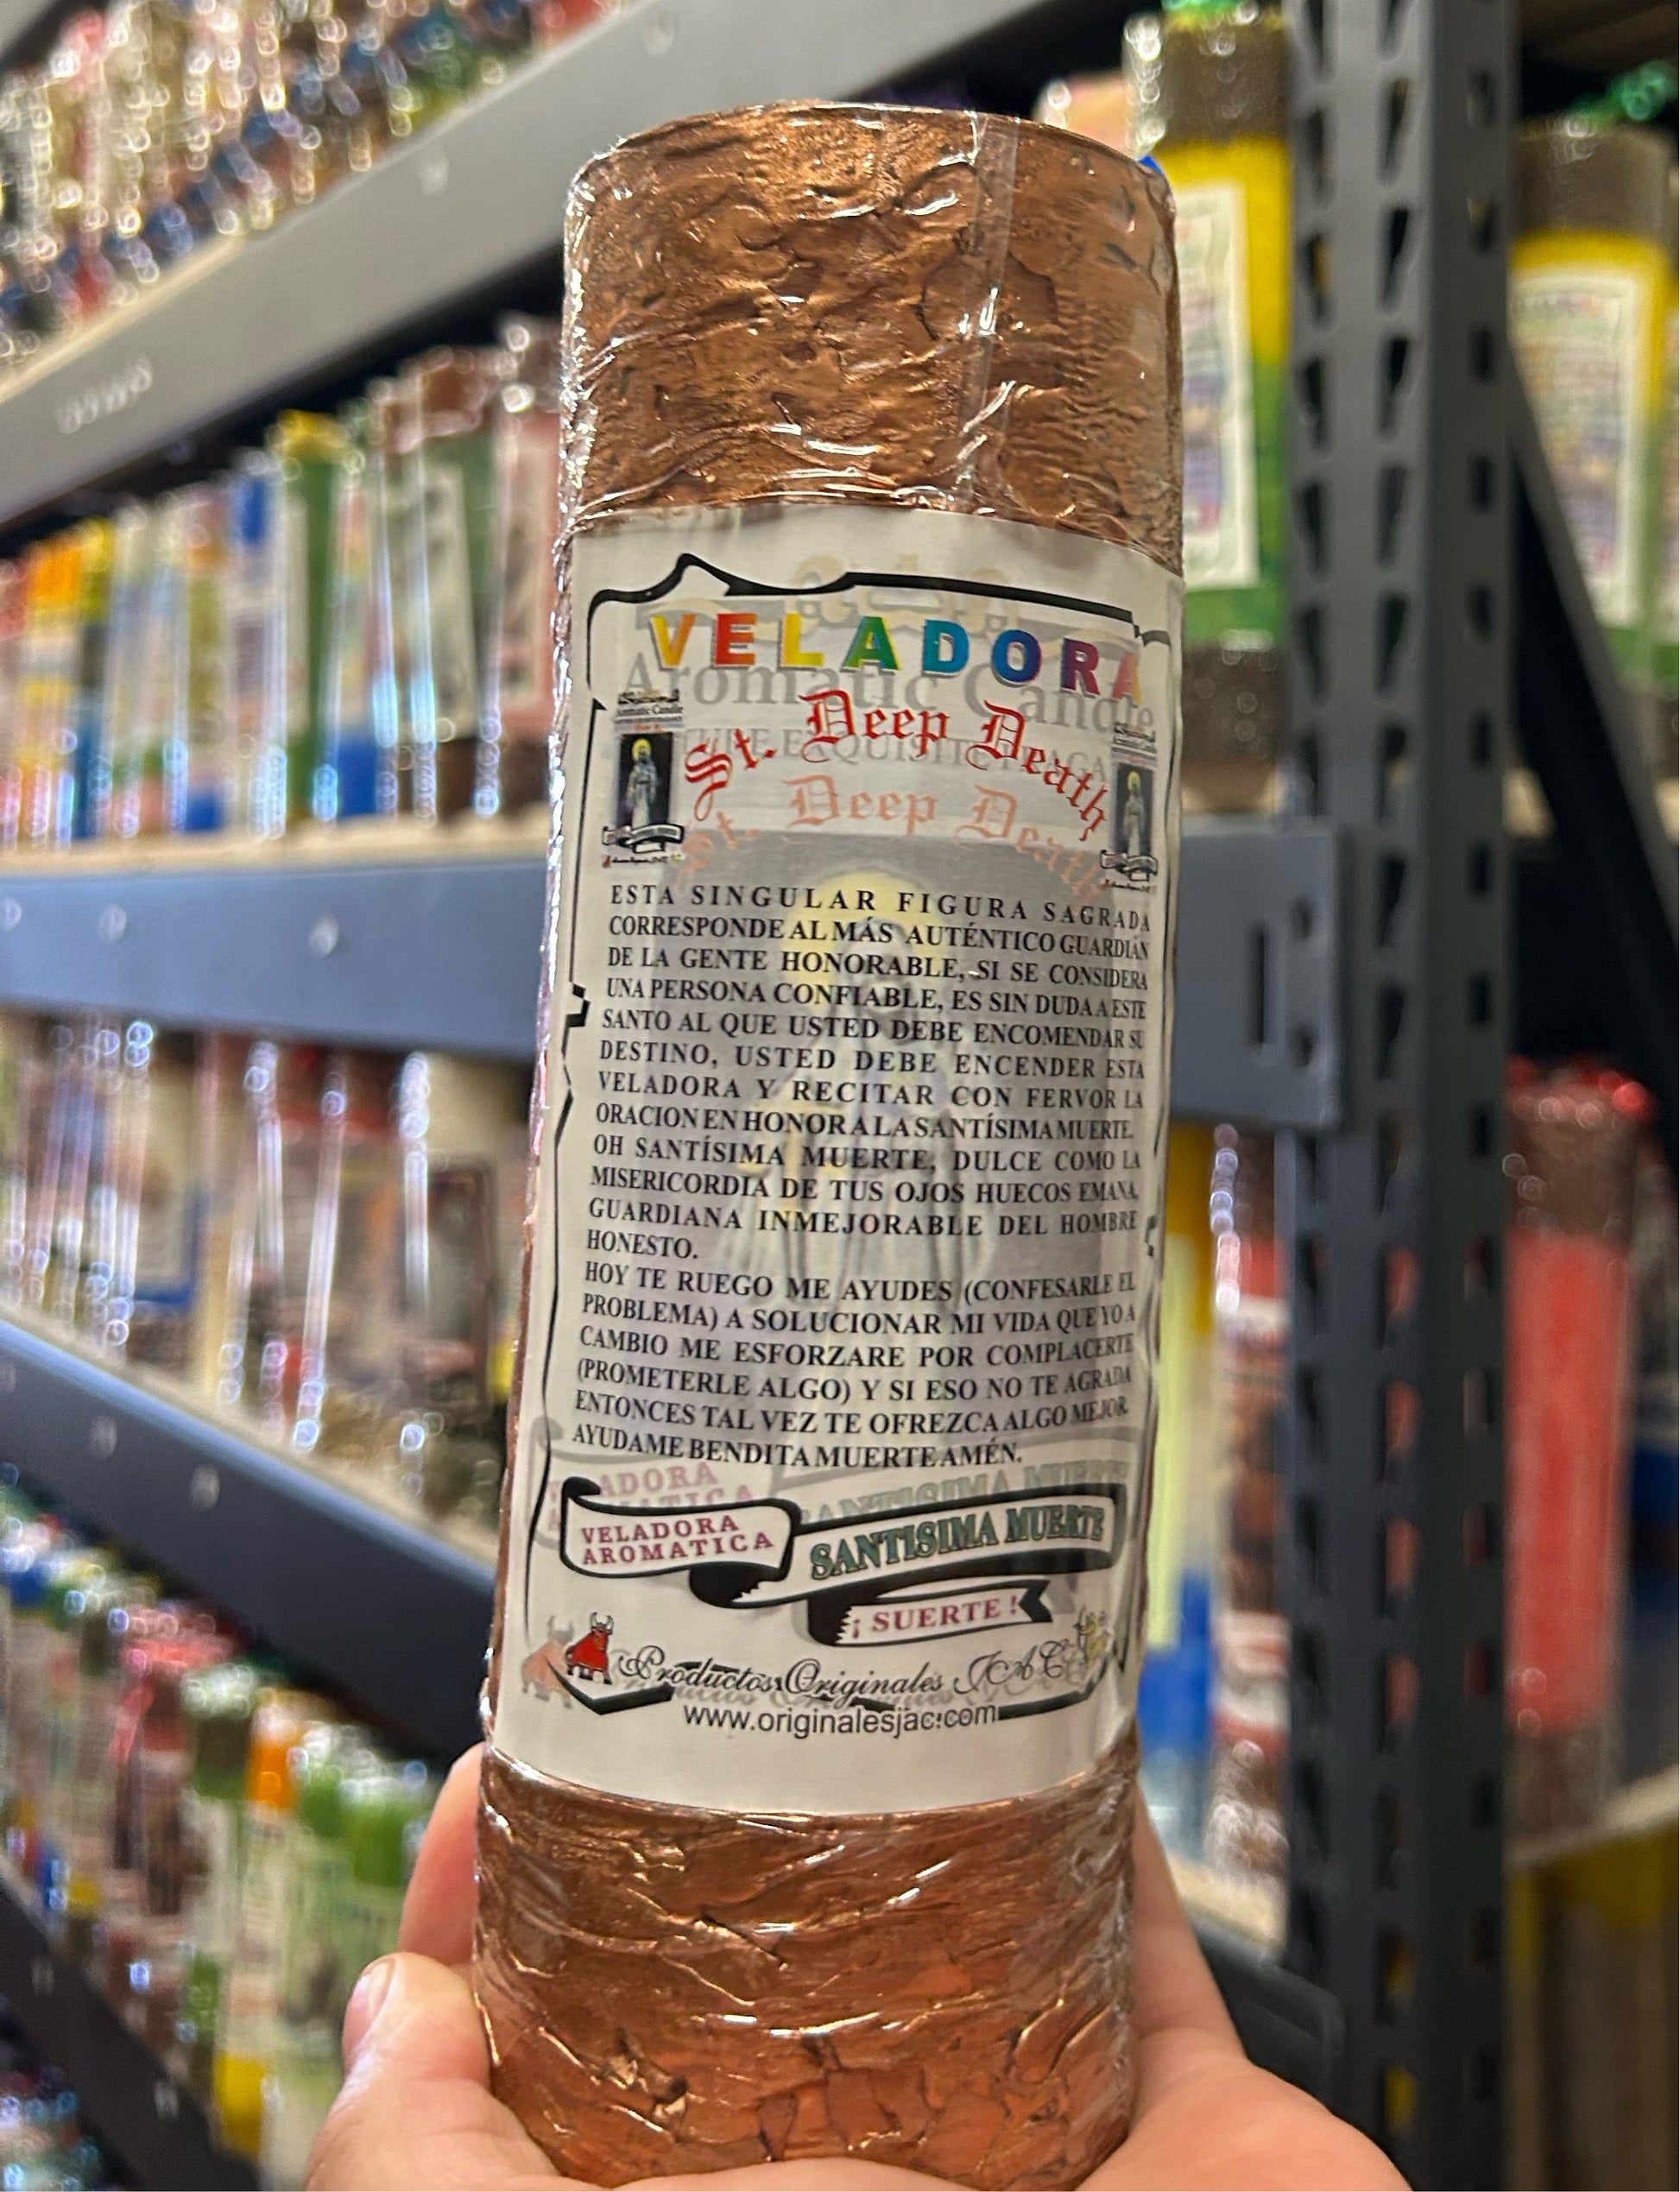 VELADORA
Aromatic Candle
St. Deep Death
St. Deep Death
ESTA SINGULAR FIGURA SAGRADA
CORRESPONDE AL MÁS AUTÉNTICO GUARDIÁN
DE LA GENTE HONORABLE, SI SE CONSIDERA
UNA PERSONA CONFIABLE, ES SIN DUDA A ESTE
SANTO AL QUE USTED DEBE ENCOMENDAR SU
DESTINO, USTED DEBE ENCENDER ESTA
VELADORA Y RECITAR CON FERVOR LA
ORACION EN HONOR A LA SANTÍSIMA MUERTE.
OH SANTÍSIMA MUERTE, DULCE COMO LA
MISERICORDIA DE TUS OJOS HUECOS EMANA,
GUARDIANA INMEJORABLE DEL HOMBRE
HONESTO.
HOY TE RUEGO ME AYUDES (CONFESARLE EL
PROBLEMA) A SOLUCIONAR MI VIDA QUE YO A
CAMBIO ME ESFORZARE POR COMPLACERTE
(PROMETERLE ALGO) Y SI ESO NO TE AGRADA
ENTONCES TAL VEZ TE OFREZCA ALGO MEJOR
AYUDAME BENDITA MUERTE AMÉN.
VELADORA
AROMATICA
SANTISIMA MUERTE
¡ SUERTE !
Productos Originales JAC
www.originalesjac.com